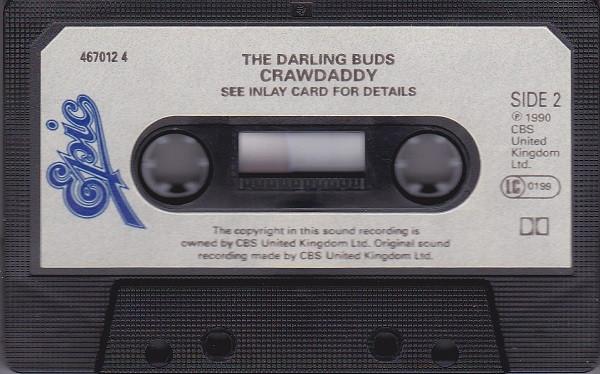 467012 4
THE DARLING BUDS
CRAWDADDY
SEE INLAY CARD FOR DETAILS
Epic
SIDE 2
℗ 1990
CBS
United
Kingdom
Ltd.
LC 0199
The copyright in this sound recording is
owned by CBS United Kingdom Ltd. Original sound
recording made by CBS United Kingdom Ltd.